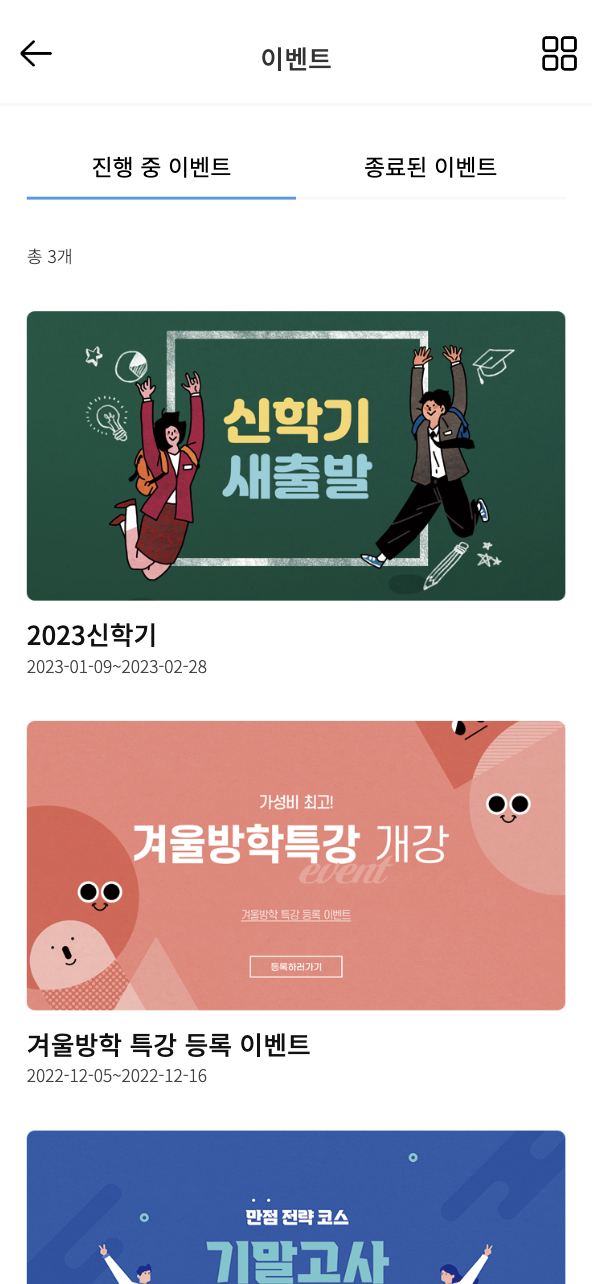 이벤트
진행 중 이벤트
종료된 이벤트
총 3개
신학기
새출발
2023신학기
2023-01-09~2023-02-28
가성비 최고!
겨울방학특강 개강
event
겨울방학 특강 등록 이벤트
등록하러가기
겨울방학 특강 등록 이벤트
2022-12-05~2022-12-16
만점 전략 코스
기말고사